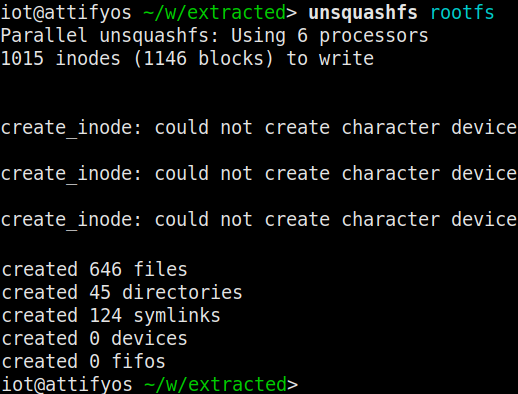 iot@attifyos ~/w/extracted> unsquashfs rootfs
Parallel unsquashfs: Using 6 processors
1015 inodes (1146 blocks) to write
create_inode: could not create character device
create_inode: could not create character device
create_inode: could not create character device
created 646 files
created 45 directories
created 124 symlinks
created 0 devices
created 0 fifos
iot@attifyos ~/w/extracted>